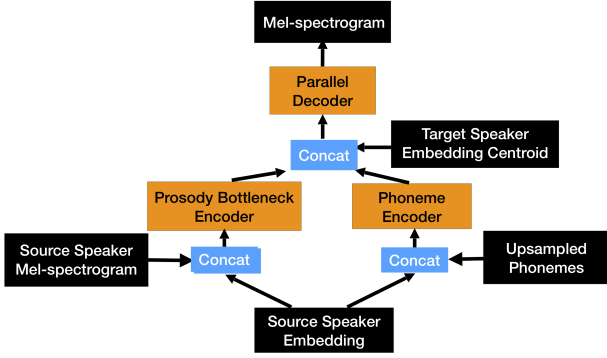 Mel-spectrogram
Parallel
Decoder
Concat
Target Speaker
Embedding Centroid
Prosody Bottleneck
Encoder
Phoneme
Encoder
Source Speaker
Mel-spectrogram
Concat
Concat
Upsampled
Phonemes
Source Speaker
Embedding